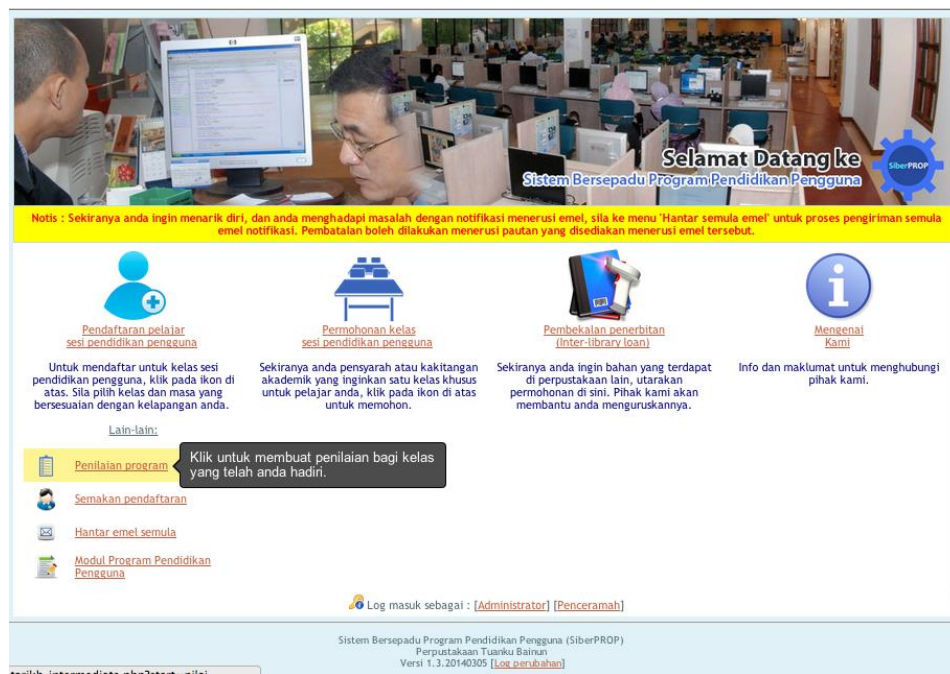 Selamat Datang ke
Sistem Bersepadu Program Pendidikan Pengguna
SiberPROP
Notis : Sekiranya anda ingin menarik diri, dan anda menghadapi masalah dengan notifikasi menerusi emel, sila ke menu 'Hantar semula emel' untuk proses pengiriman semula
emel notifikasi. Pembatalan boleh dilakukan menerusi pautan yang disediakan menerusi emel tersebut.
Pendaftaran pelajar
sesi pendidikan pengguna
Untuk mendaftar untuk kelas sesi
pendidikan pengguna, klik pada ikon di
atas. Sila pilih kelas dan masa yang
bersesuaian dengan kelapangan anda.
Permohonan kelas
sesi pendidikan pengguna
Sekiranya anda pensyarah atau kakitangan
akademik yang inginkan satu kelas khusus
untuk pelajar anda, klik pada ikon di atas
untuk memohon.
Pembekalan penerbitan
(Inter-library loan)
Sekiranya anda ingin bahan yang terdapat
di perpustakaan lain, utarakan
permohonan di sini. Pihak kami akan
membantu anda menguruskannya.
Mengenai
Kami
Info dan maklumat untuk menghubungi
pihak kami.
Lain-lain:
Penilaian program
Klik untuk membuat penilaian bagi kelas
yang telah anda hadiri.
Semakan pendaftaran
Hantar emel semula
Modul Program Pendidikan
Pengguna
Log masuk sebagai : [Administrator] [Penceramah]
Sistem Bersepadu Program Pendidikan Pengguna (SiberPROP)
Perpustakaan Tuanku Bainun
Versi 1.3.20140305 [Log perubahan]